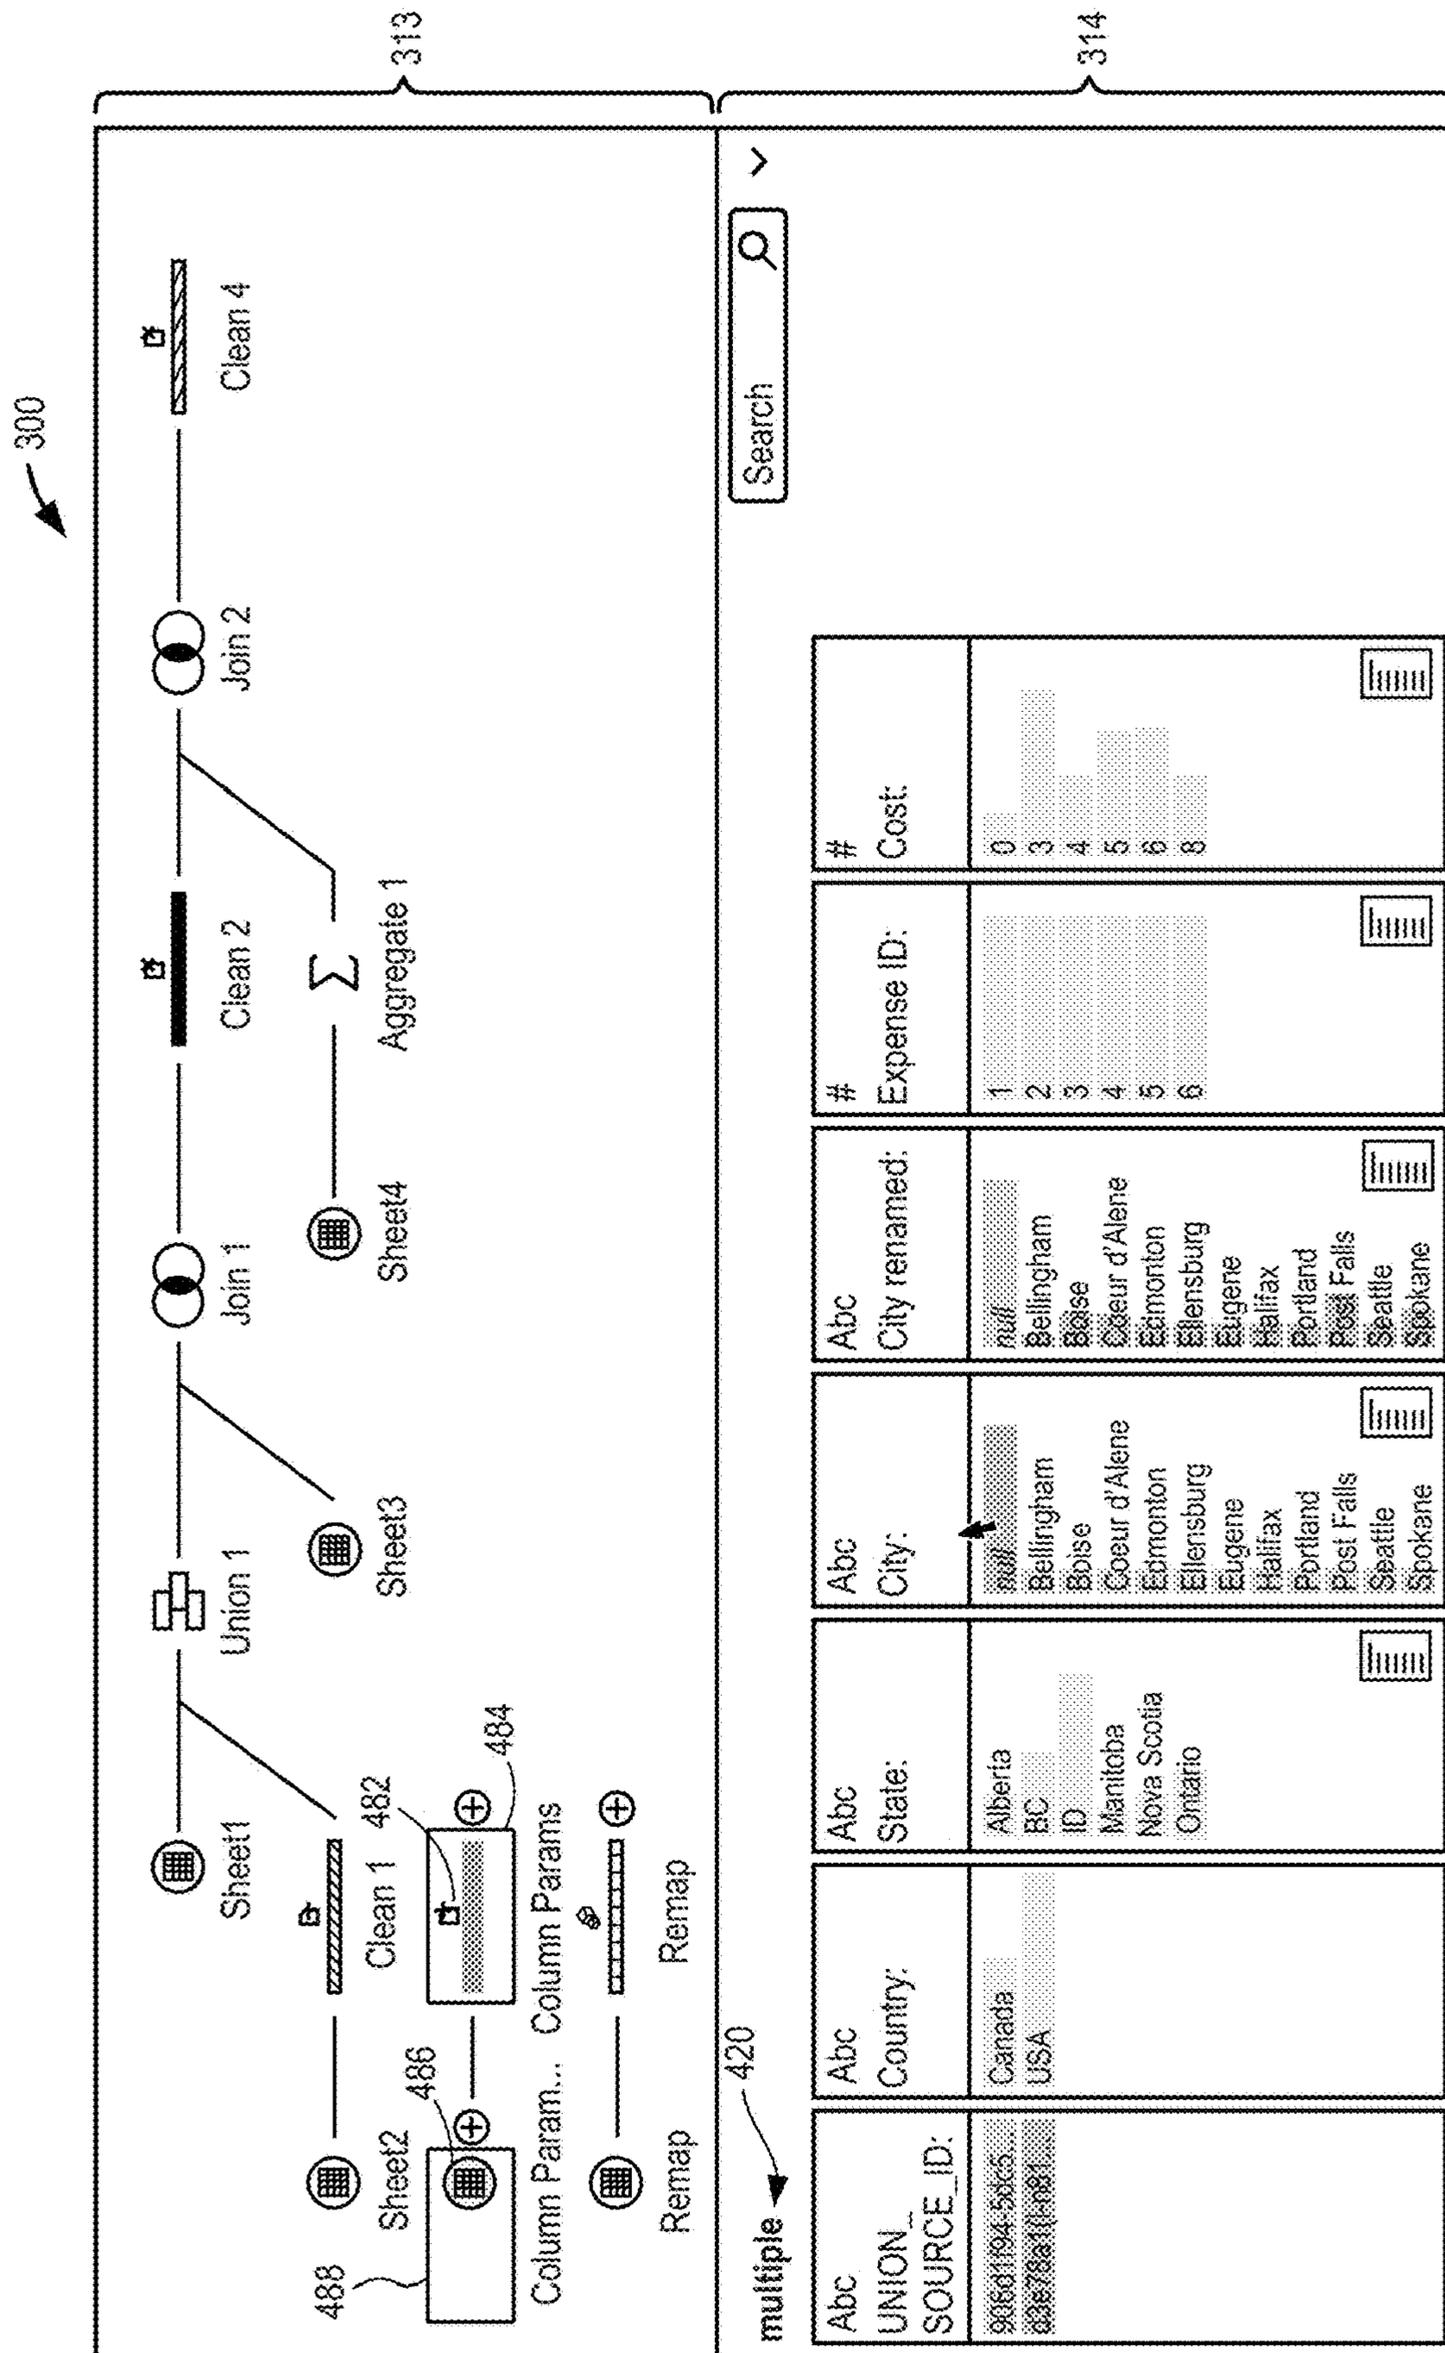 300
313
314
Sheet1
Union 1
Join 1
Clean 2
Join 2
Clean 4
Sheet2
Clean 1
Sheet3
Sheet4
Aggregate 1
488
486
482
484
Column Param...
Column Params
Remap
Remap
multiple
420
Search
Abc
UNION_
SOURCE_ID:
Abc
Country:
Canada
USA
Abc
State:
Alberta
BC
ID
Manitoba
Nova Scotia
Ontario
Abc
City:
null
Bellingham
Boise
Coeur d'Alene
Edmonton
Ellensburg
Eugene
Halifax
Portland
Post Falls
Seattle
Spokane
Abc
City renamed:
null
Bellingham
Boise
Coeur d'Alene
Edmonton
Ellensburg
Eugene
Halifax
Portland
Post Falls
Seattle
Spokane
#
Expense ID:
1
2
3
4
5
6
#
Cost:
0
3
4
5
6
8